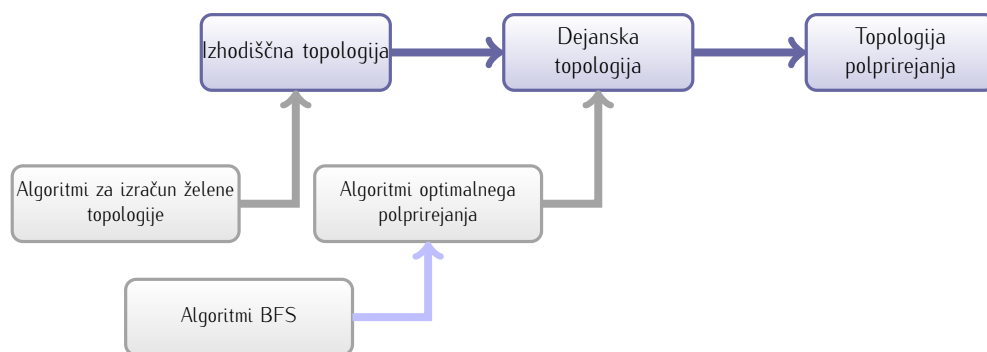 Izhodiščna topologija
Dejanska
topologija
Topologija
polprirejanja
Algoritmi za izračun želene
topologije
Algoritmi optimalnega
polprirejanja
Algoritmi BFS